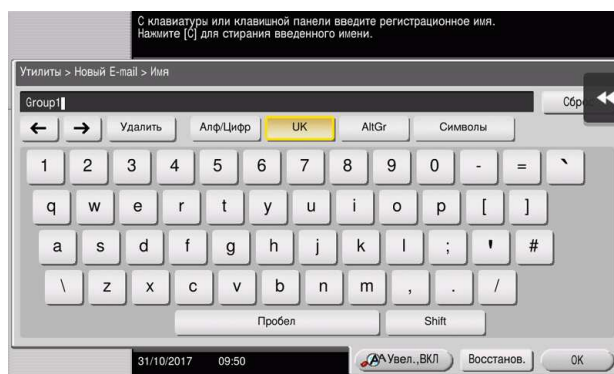 С клавиатуры или клавишной панели введите регистрационное имя.
Нажмите [C] для стирания введенного имени.
Утилиты > Новый E-mail > Имя
Group1
← → Удалить Алф/Цифр UK AltGr Символы
1 2 3 4 5 6 7 8 9 0 - = `
q w e r t y u i o p [ ]
a s d f g h j k l ; ' #
\ z x c v b n m , . /
Пробел Shift
31/10/2017 09:50 Увел.,ВКЛ Восстанов. OK